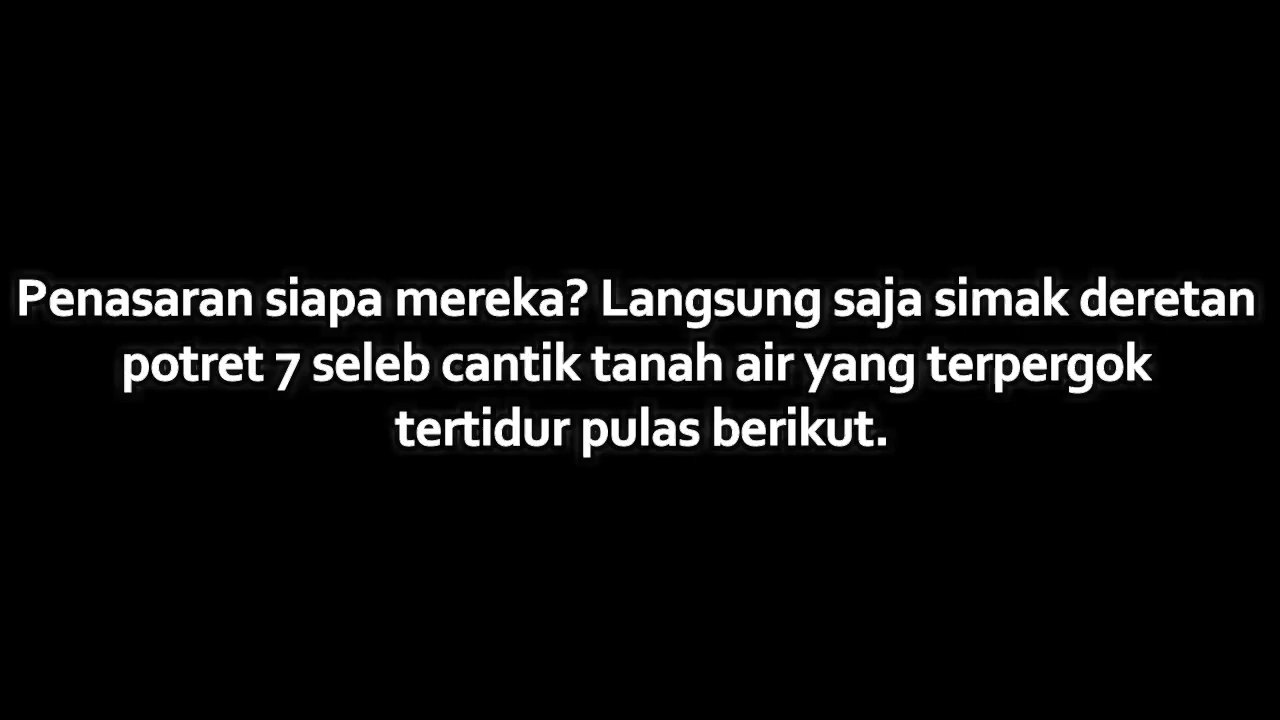 Penasaran siapa mereka? Langsung saja simak deretan
potret 7 seleb cantik tanah air yang terpergok
tertidur pulas berikut.